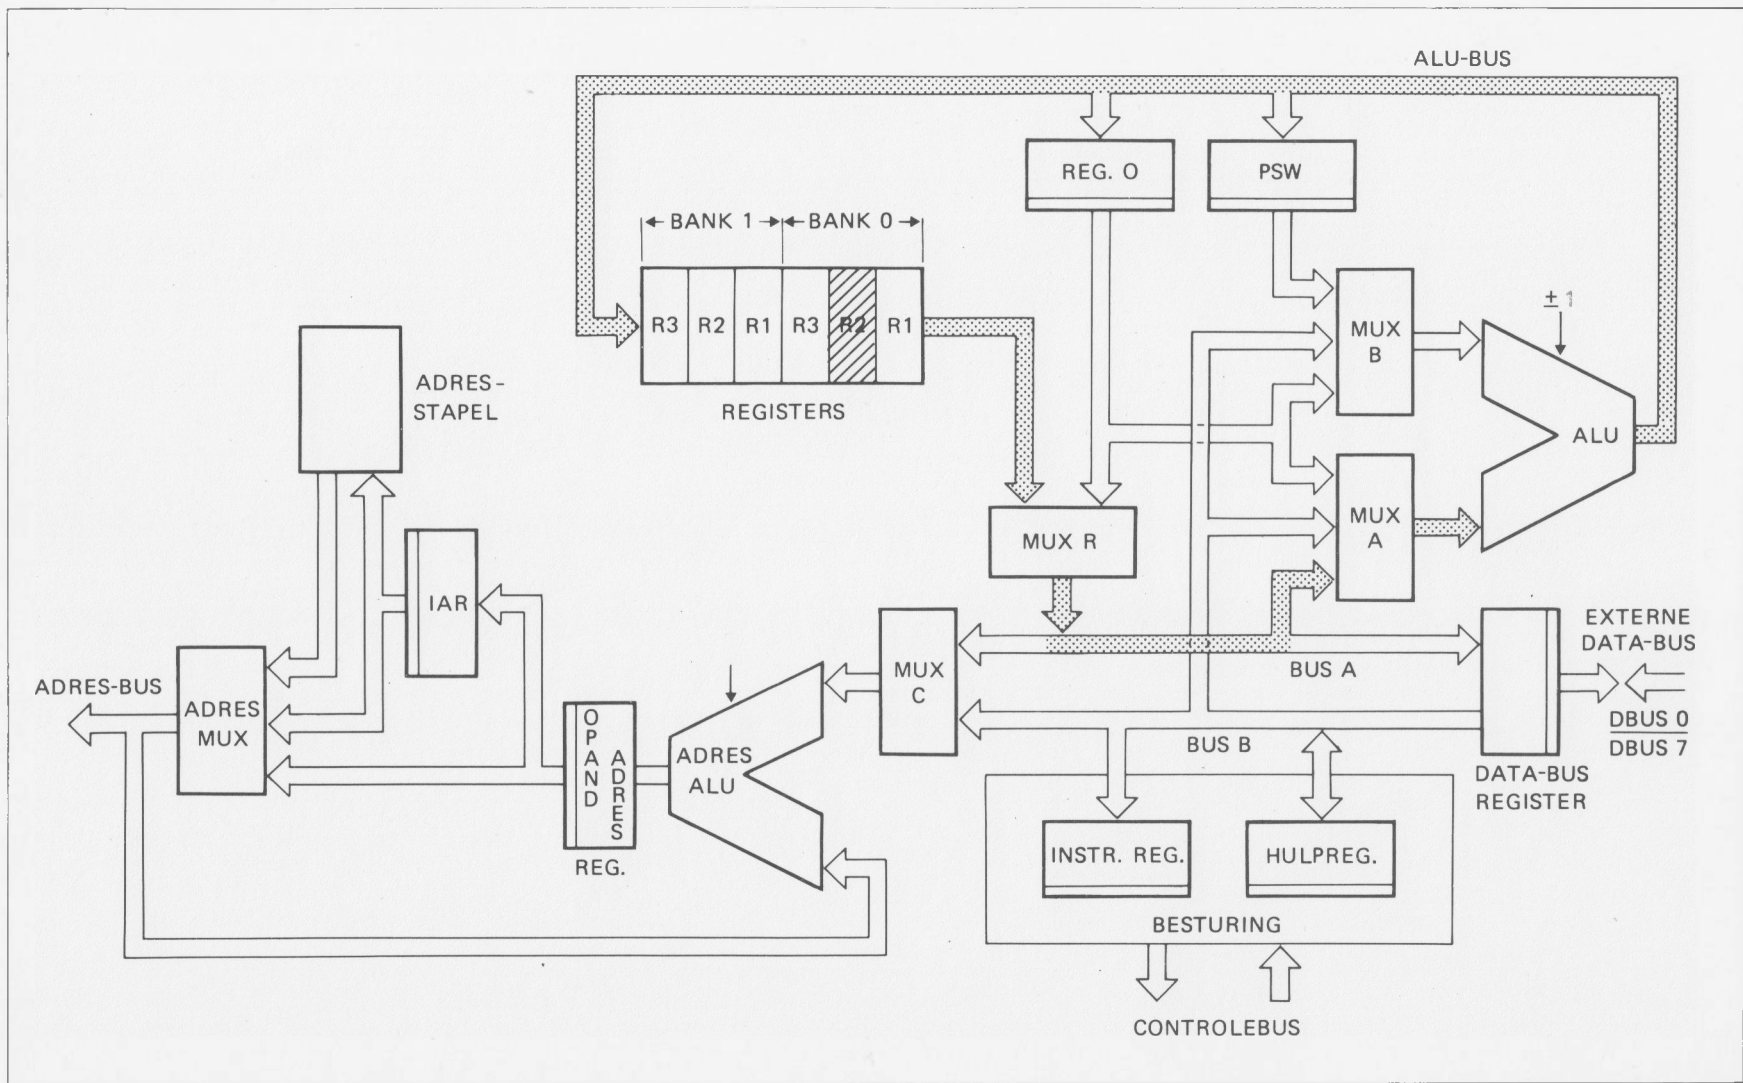 ALU-BUS
REG. O
PSW
BANK 1
BANK 0
R3
R2
R1
R3
R2
R1
REGISTERS
MUX
B
± 1
ALU
MUX
A
MUX R
ADRES-
STAPEL
IAR
ADRES-BUS
ADRES
MUX
OPAND
ADRES
REG.
ADRES
ALU
MUX
C
BUS A
BUS B
EXTERNE
DATA-BUS
DBUS 0
DBUS 7
DATA-BUS
REGISTER
INSTR. REG.
HULPREG.
BESTURING
CONTROLEBUS